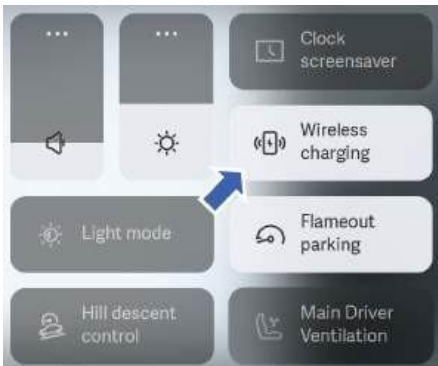 Clock
screensaver
Wireless
charging
Light mode
Flameout
parking
Hill descent
control
Main Driver
Ventilation